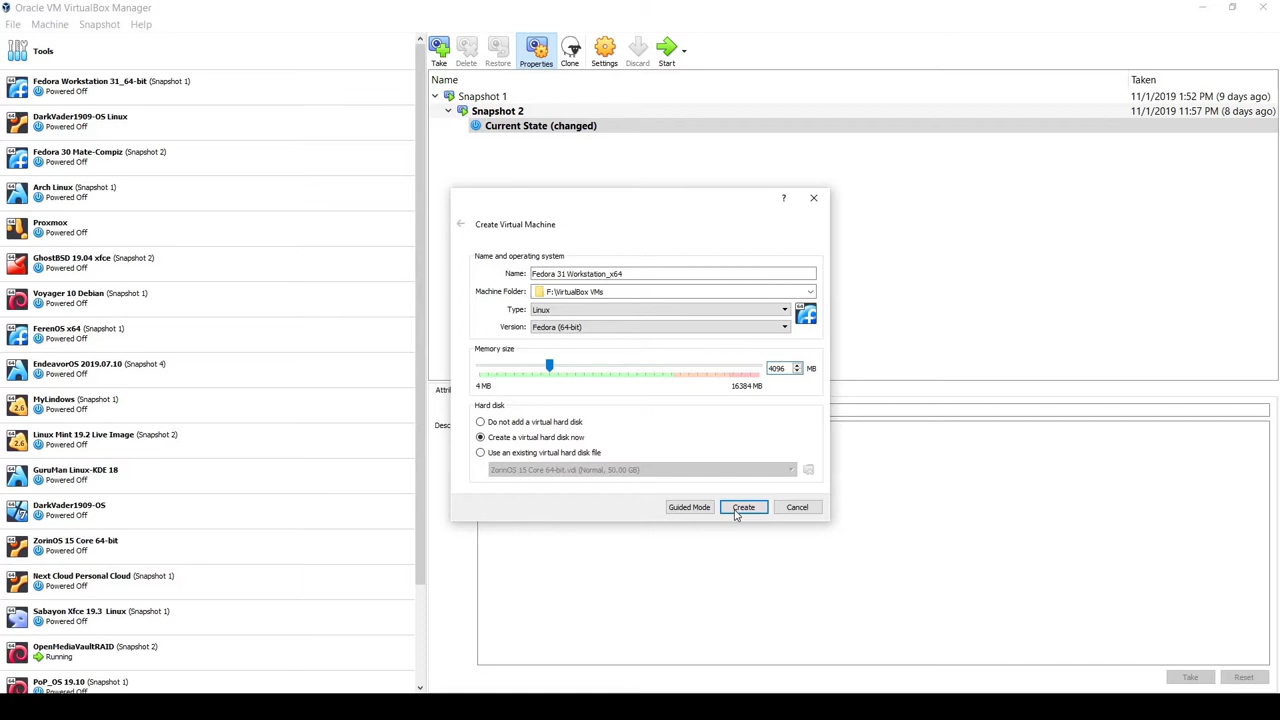 Oracle VM VirtualBox Manager
File Machine Snapshot Help
Tools
Fedora Workstation 31_64-bit (Snapshot 1)
Powered Off
DarkVader1909-OS Linux
Powered Off
Fedora 30 Mate-Compiz (Snapshot 2)
Powered Off
Arch Linux (Snapshot 1)
Powered Off
Proxmox
Powered Off
GhostBSD 19.04 xfce (Snapshot 2)
Powered Off
Voyager 10 Debian (Snapshot 1)
Powered Off
FerenOS x64 (Snapshot 1)
Powered Off
EndeavorOS 2019.07.10 (Snapshot 4)
Powered Off
MyLindows (Snapshot 1)
Powered Off
Linux Mint 19.2 Live Image (Snapshot 2)
Powered Off
GuruMan Linux-KDE 18
Powered Off
DarkVader1909-OS
Powered Off
ZorinOS 15 Core 64-bit
Powered Off
Next Cloud Personal Cloud (Snapshot 1)
Powered Off
Sabayon Xfce 19.3 Linux (Snapshot 1)
Powered Off
OpenMediaVaultRAID (Snapshot 2)
Running
PoP_OS 19.10 (Snapshot 1)
Powered Off
Take Delete Restore Properties Clone Settings Discard Start
Name Taken
Snapshot 1 11/1/2019 1:52 PM (9 days ago)
Snapshot 2 11/1/2019 11:57 PM (8 days ago)
Current State (changed)
Attri
Desc
? 
Create Virtual Machine
Name and operating system
Name: Fedora 31 Workstation_x64
Machine Folder: F:\VirtualBox VMs
Type: Linux
Version: Fedora (64-bit)
Memory size
4096 MB
4 MB 16384 MB
Hard disk
Do not add a virtual hard disk
Create a virtual hard disk now
Use an existing virtual hard disk file
ZorinOS 15 Core 64-bit.vdi (Normal, 50.00 GB)
Guided Mode Create Cancel
Take Reset